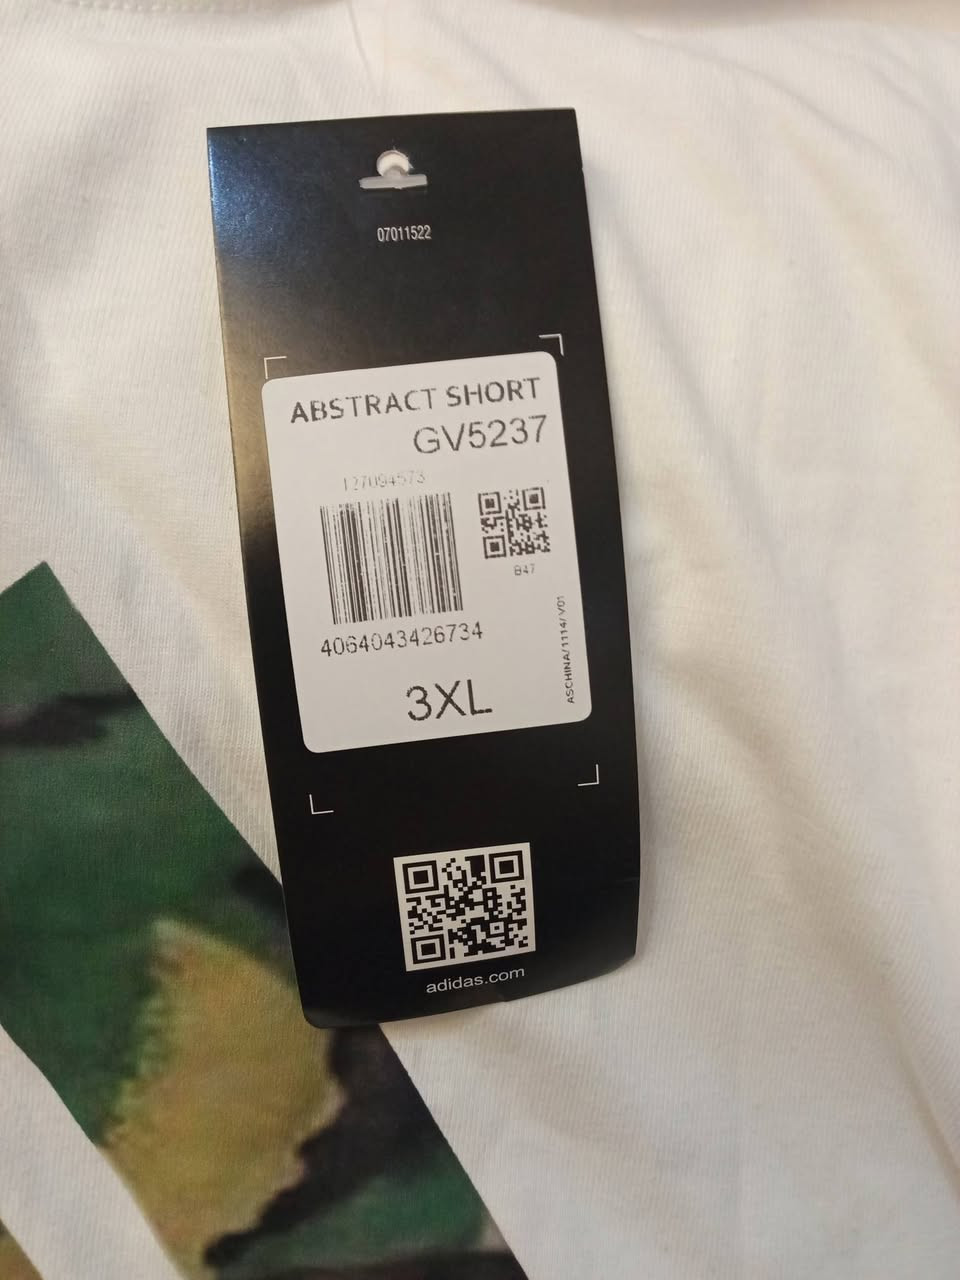 07011522
ABSTRACT SHORT
GV5237
127094573
B47
4064043426734
ASCHINA/1114/V01
3XL
adidas.com